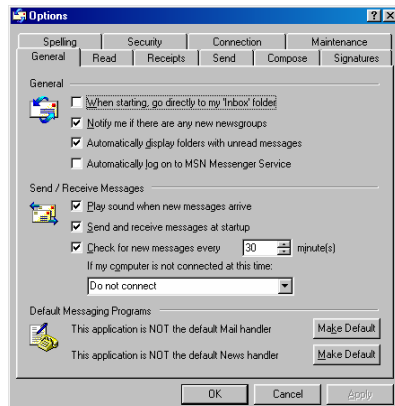 Options
Spelling Security Connection Maintenance
General Read Receipts Send Compose Signatures
General
When starting, go directly to my 'Inbox' folder
Notify me if there are any new newsgroups
Automatically display folders with unread messages
Automatically log on to MSN Messenger Service
Send / Receive Messages
Play sound when new messages arrive
Send and receive messages at startup
Check for new messages every 30 minute(s)
If my computer is not connected at this time:
Do not connect
Default Messaging Programs
This application is NOT the default Mail handler Make Default
This application is NOT the default News handler Make Default
OK Cancel Apply